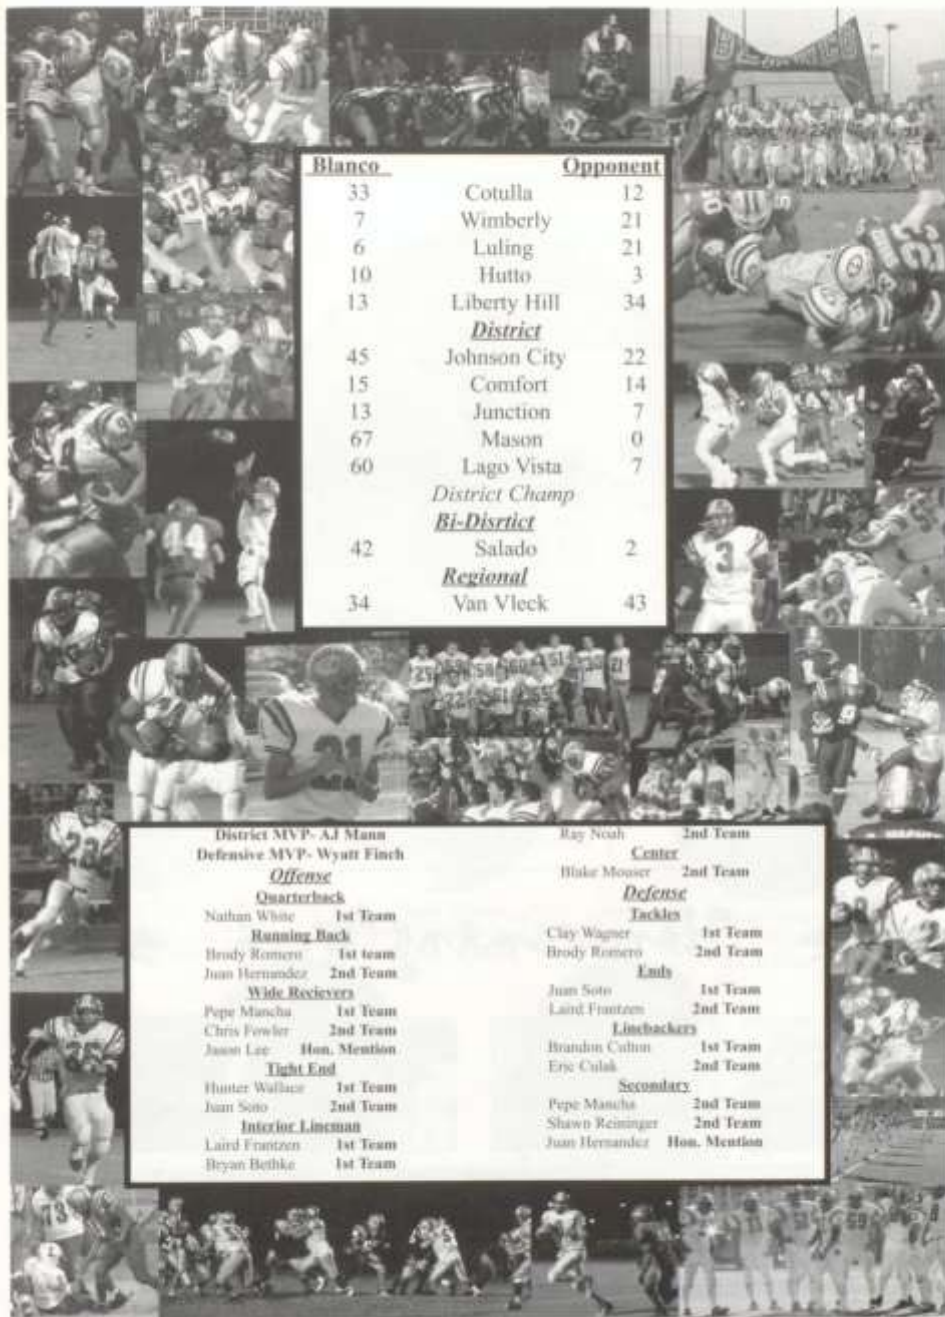 Blanco Opponent
33 Cotulla 12
7 Wimberly 21
6 Luling 21
10 Hutto 3
13 Liberty Hill 34
District
45 Johnson City 22
15 Comfort 14
13 Junction 7
67 Mason 0
60 Lago Vista 7
District Champ
Bi-Disrtict
42 Salado 2
Regional
34 Van Vleck 43
3
21
District MVP- AJ Mann
Defensive MVP- Wyatt Finch
Offense
Quarterback
Nathan White 1st Team
Running Back
Brody Romero 1st team
Juan Hernandez 2nd Team
Wide Recievers
Pepe Mancha 1st Team
Chris Fowler 2nd Team
Jason Lee Hon. Mention
Tight End
Hunter Wallace 1st Team
Juan Soto 2nd Team
Interior Lineman
Laird Frantzen 1st Team
Bryan Bethke 1st Team
Ray Noah 2nd Team
Center
Blake Mouser 2nd Team
Defense
Tackles
Clay Wagner 1st Team
Brody Romero 2nd Team
Ends
Juan Soto 1st Team
Laird Frantzen 2nd Team
Linebackers
Brandon Culton 1st Team
Eric Culak 2nd Team
Secondary
Pepe Mancha 2nd Team
Shawn Reininger 2nd Team
Juan Hernandez Hon. Mention
73